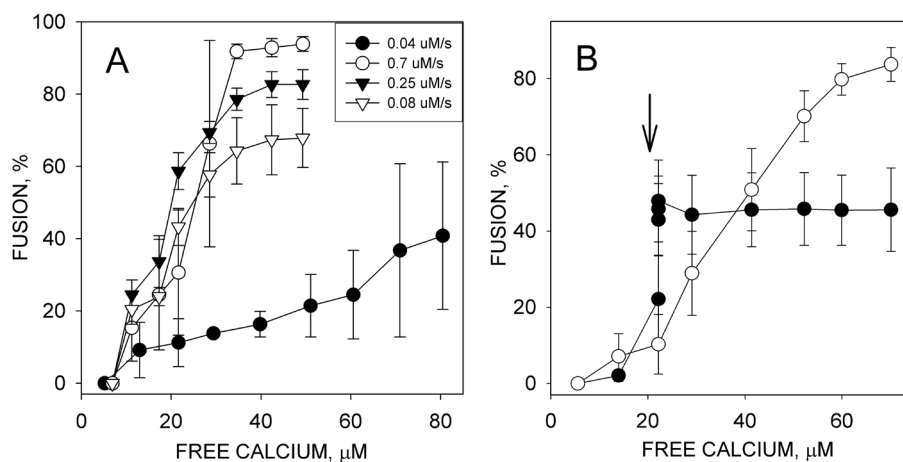 A
0.04 uM/s
0.7 uM/s
0.25 uM/s
0.08 uM/s
FUSION, %
100
80
60
40
20
0
0 20 40 60 80
FREE CALCIUM, μM
B
FUSION, %
80
60
40
20
0
0 20 40 60
FREE CALCIUM, μM